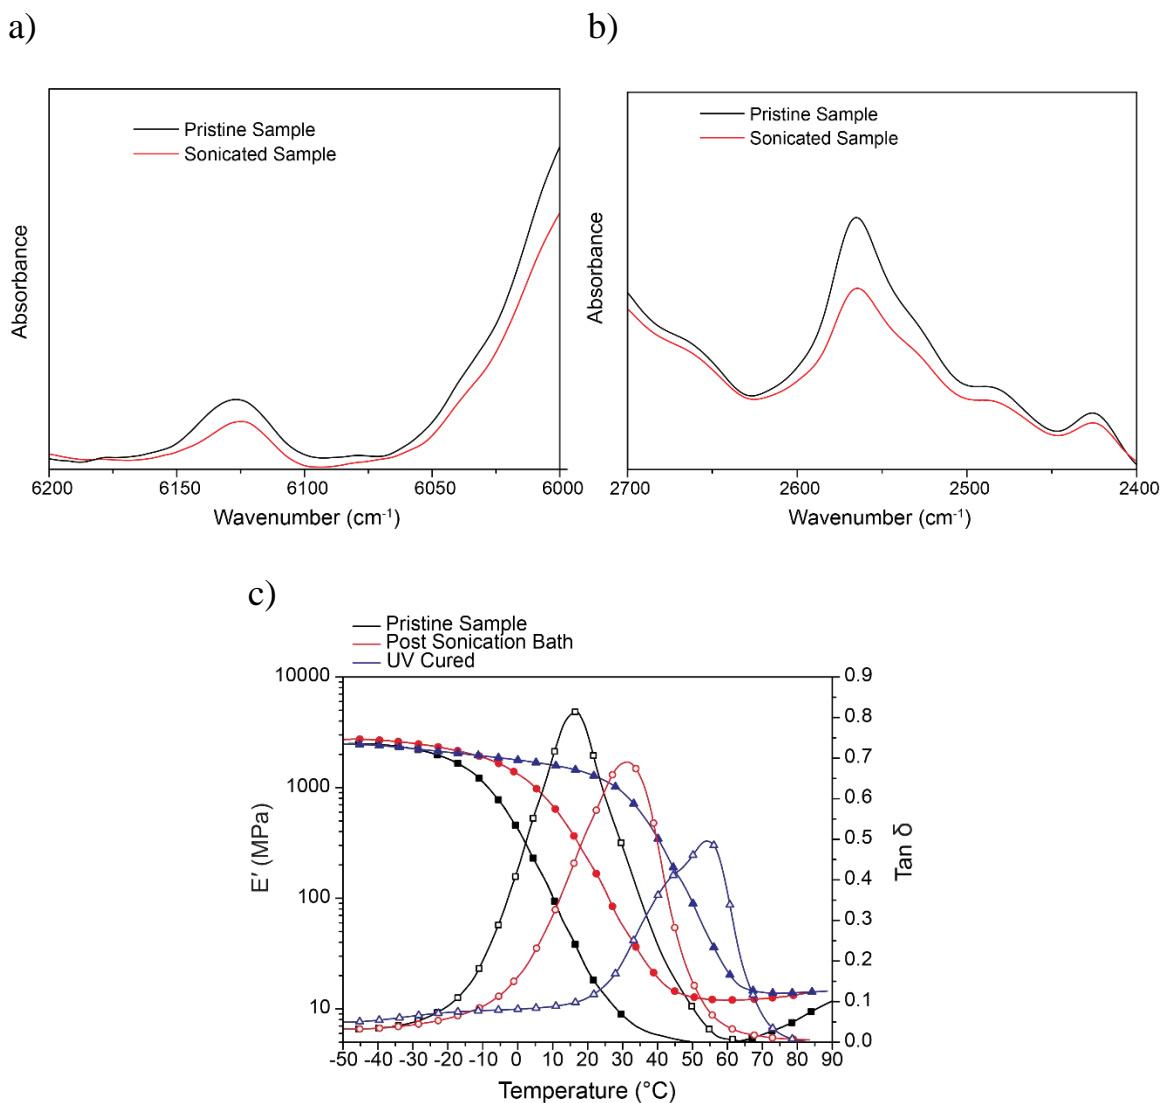 a)
b)
Pristine Sample
Sonicated Sample
Absorbance
6200 6150 6100 6050 6000
Wavenumber (cm⁻¹)
Pristine Sample
Sonicated Sample
Absorbance
2700 2600 2500 2400
Wavenumber (cm⁻¹)
c)
Pristine Sample
Post Sonication Bath
UV Cured
10000
1000
100
10
E′ (MPa)
0.9
0.8
0.7
0.6
0.5
0.4
0.3
0.2
0.1
0.0
Tan δ
-50 -40 -30 -20 -10 0 10 20 30 40 50 60 70 80 90
Temperature (°C)